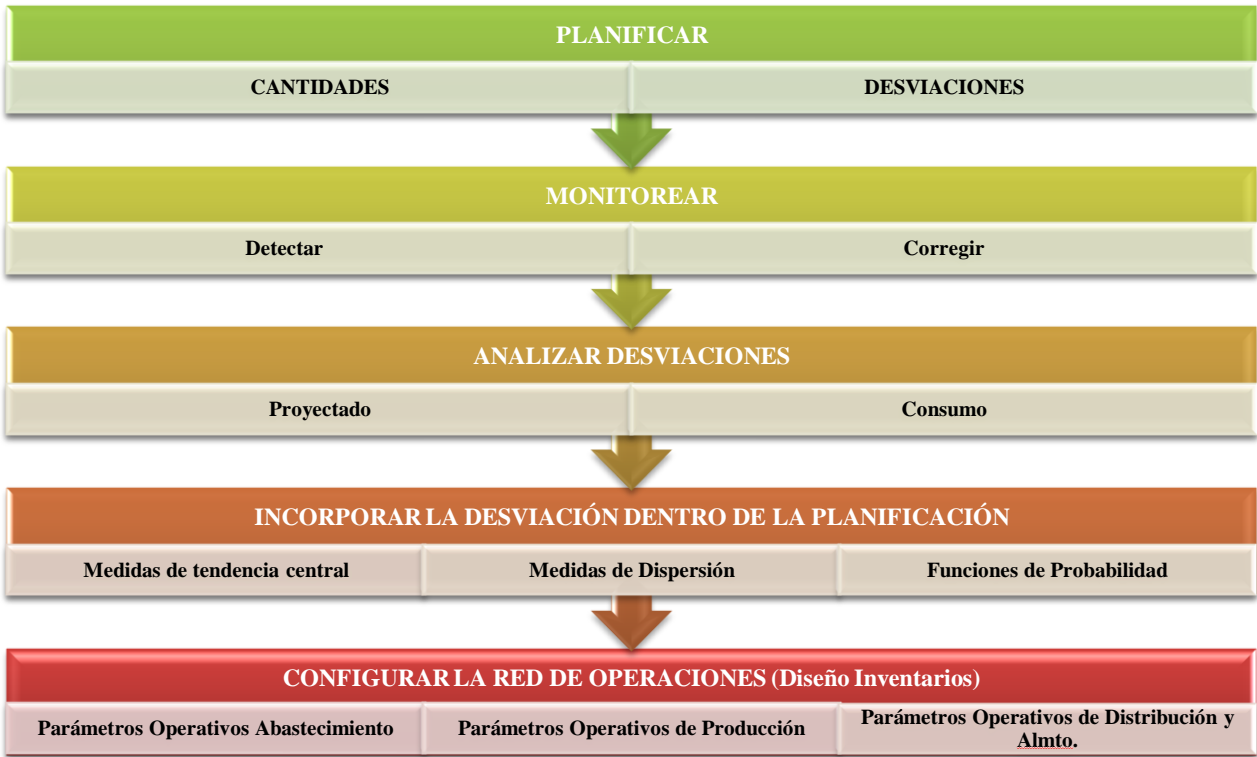 PLANIFICAR
CANTIDADES
DESVIACIONES
MONITOREAR
Detectar
Corregir
ANALIZAR DESVIACIONES
Proyectado
Consumo
INCORPORAR LA DESVIACIÓN DENTRO DE LA PLANIFICACIÓN
Medidas de tendencia central
Medidas de Dispersión
Funciones de Probabilidad
CONFIGURAR LA RED DE OPERACIONES (Diseño Inventarios)
Parámetros Operativos Abastecimiento
Parámetros Operativos de Producción
Parámetros Operativos de Distribución y
Almto.